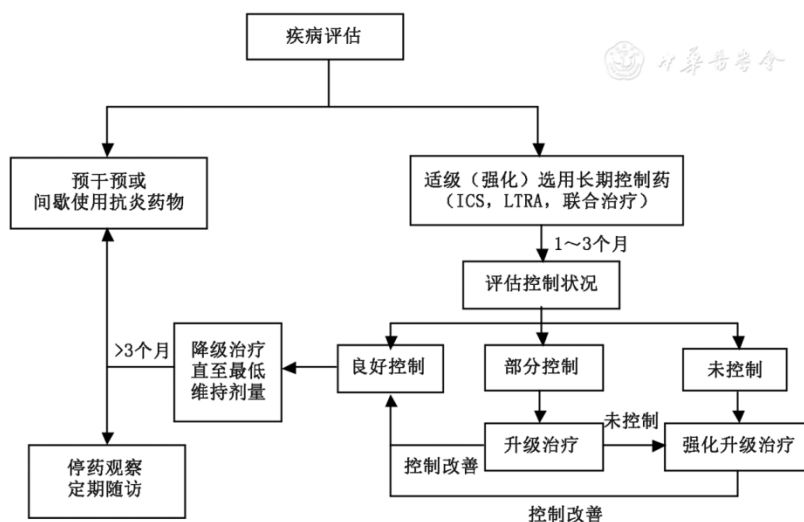 疾病评估
中华医学会
预干预或
间歇使用抗炎药物
适级（强化）选用长期控制药
（ICS，LTRA，联合治疗）
1～3个月
评估控制状况
>3个月
降级治疗
直至最低
维持剂量
良好控制
部分控制
未控制
升级治疗
未控制
强化升级治疗
控制改善
控制改善
停药观察
定期随访